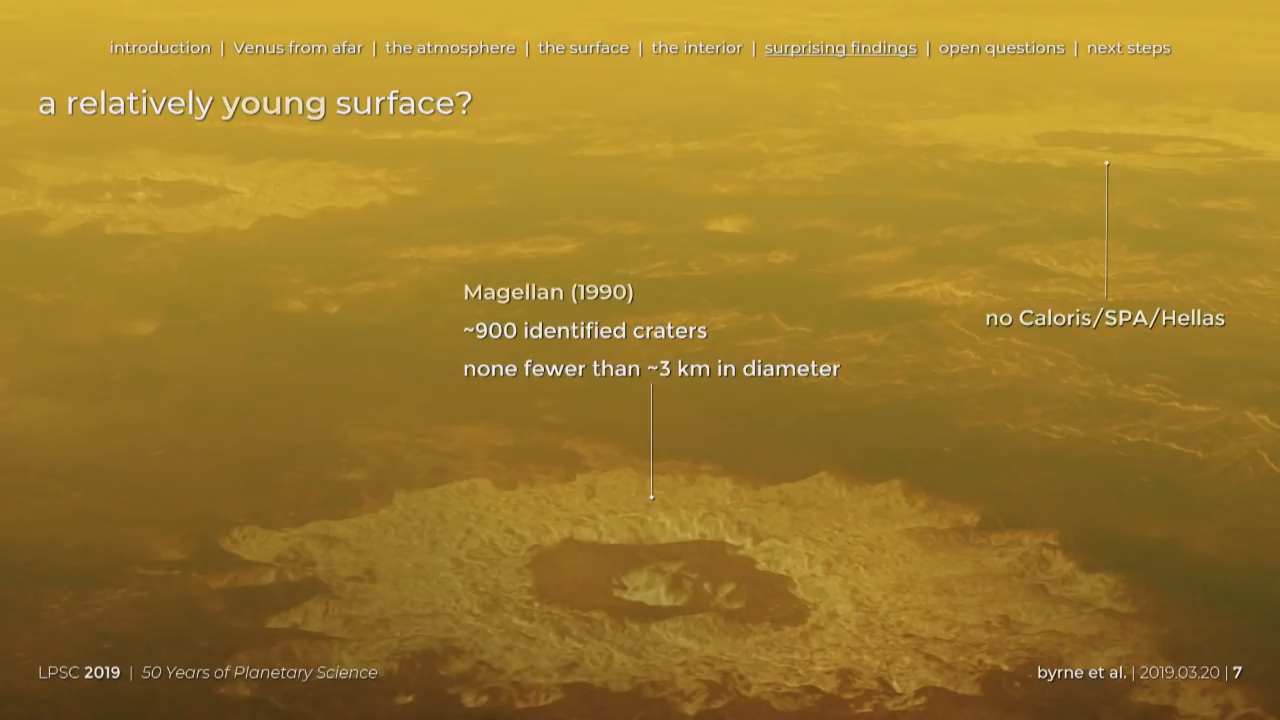 introduction | Venus from afar | the atmosphere | the surface | the interior | surprising findings | open questions | next steps
a relatively young surface?
Magellan (1990)
~900 identified craters
none fewer than ~3 km in diameter
no Caloris/SPA/Hellas
LPSC 2019 | 50 Years of Planetary Science
byrne et al. | 2019.03.20 | 7